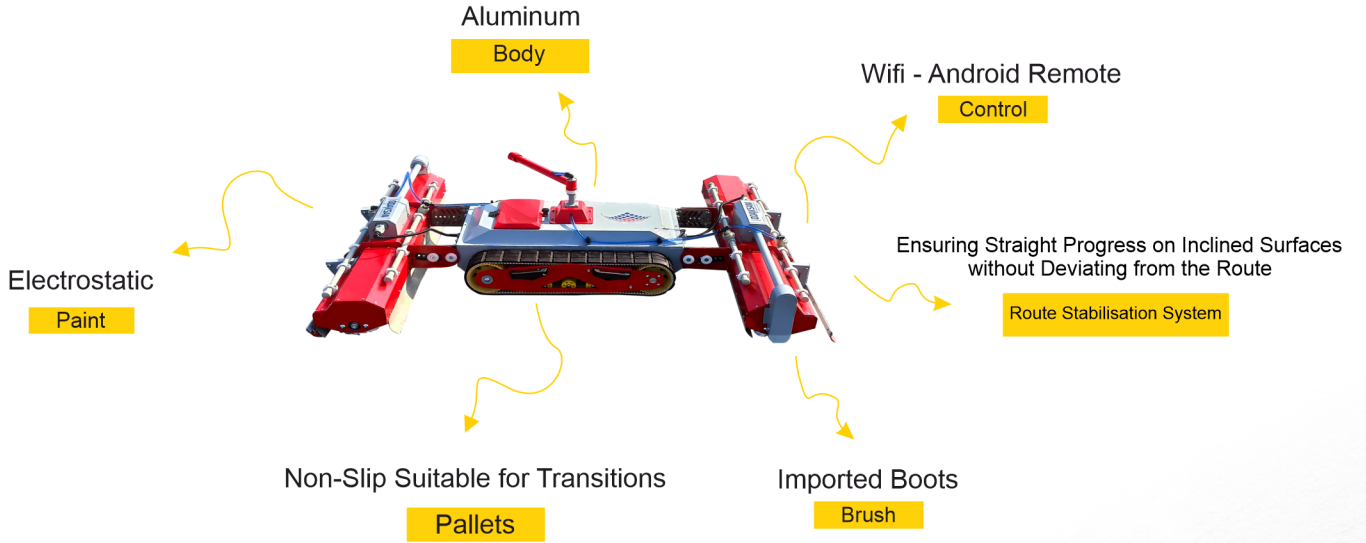 Aluminum
Body
Wifi - Android Remote
Control
Ensuring Straight Progress on Inclined Surfaces
without Deviating from the Route
Route Stabilisation System
Electrostatic
Paint
Non-Slip Suitable for Transitions
Pallets
Imported Boots
Brush